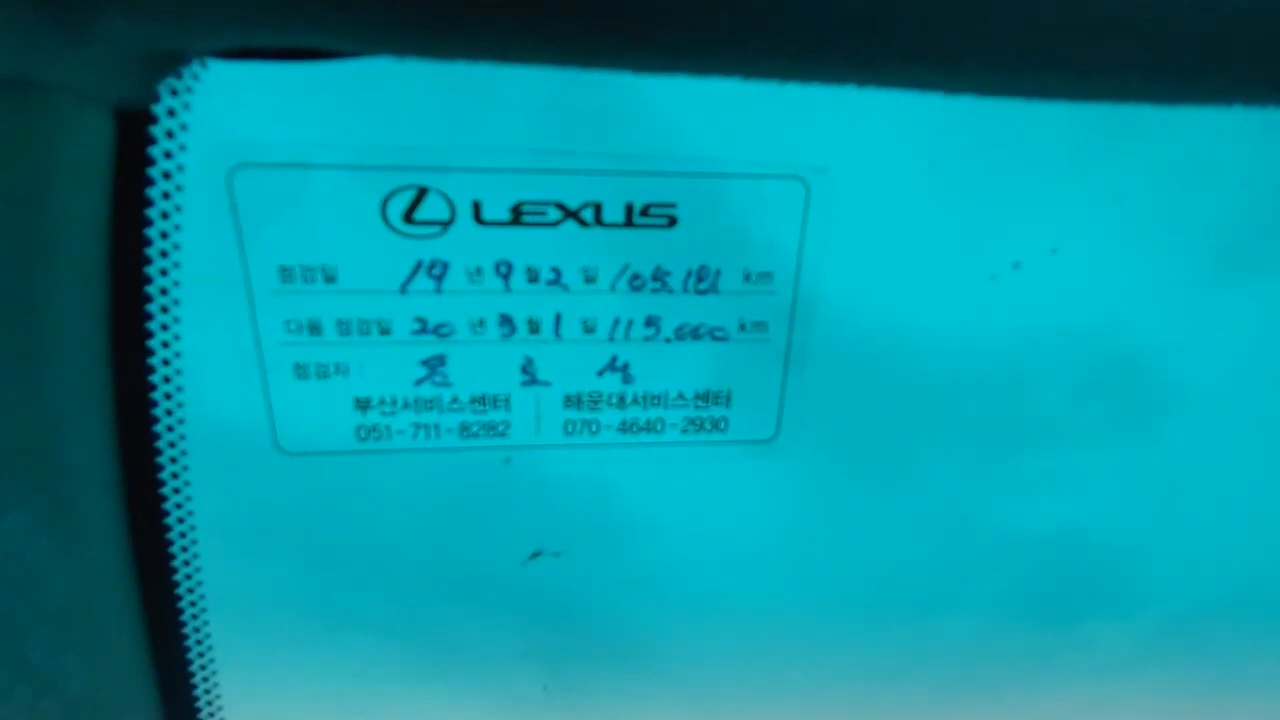 LEXUS
점검일 19 년 9 월 2 일 105,181 km
다음 점검일 20 년 3 월 1 일 115,000 km
점검자 :
부산서비스센터 해운대서비스센터
051-711-8282 070-4640-2930